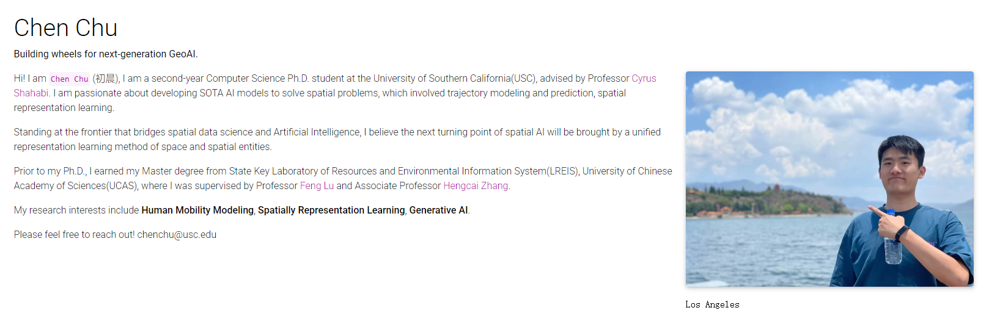 Chen Chu
Building wheels for next-generation GeoAI.
Hi! I am Chen Chu (初晨), I am a second-year Computer Science Ph.D. student at the University of Southern California(USC), advised by Professor Cyrus
Shahabi. I am passionate about developing SOTA AI models to solve spatial problems, which involved trajectory modeling and prediction, spatial
representation learning.
Standing at the frontier that bridges spatial data science and Artificial Intelligence, I believe the next turning point of spatial AI will be brought by a unified
representation learning method of space and spatial entities.
Prior to my Ph.D., I earned my Master degree from State Key Laboratory of Resources and Environmental Information System(LREIS), University of Chinese
Academy of Sciences(UCAS), where I was supervised by Professor Feng Lu and Associate Professor Hengcai Zhang.
My research interests include Human Mobility Modeling, Spatially Representation Learning, Generative AI.
Please feel free to reach out! chenchu@usc.edu
Los Angeles